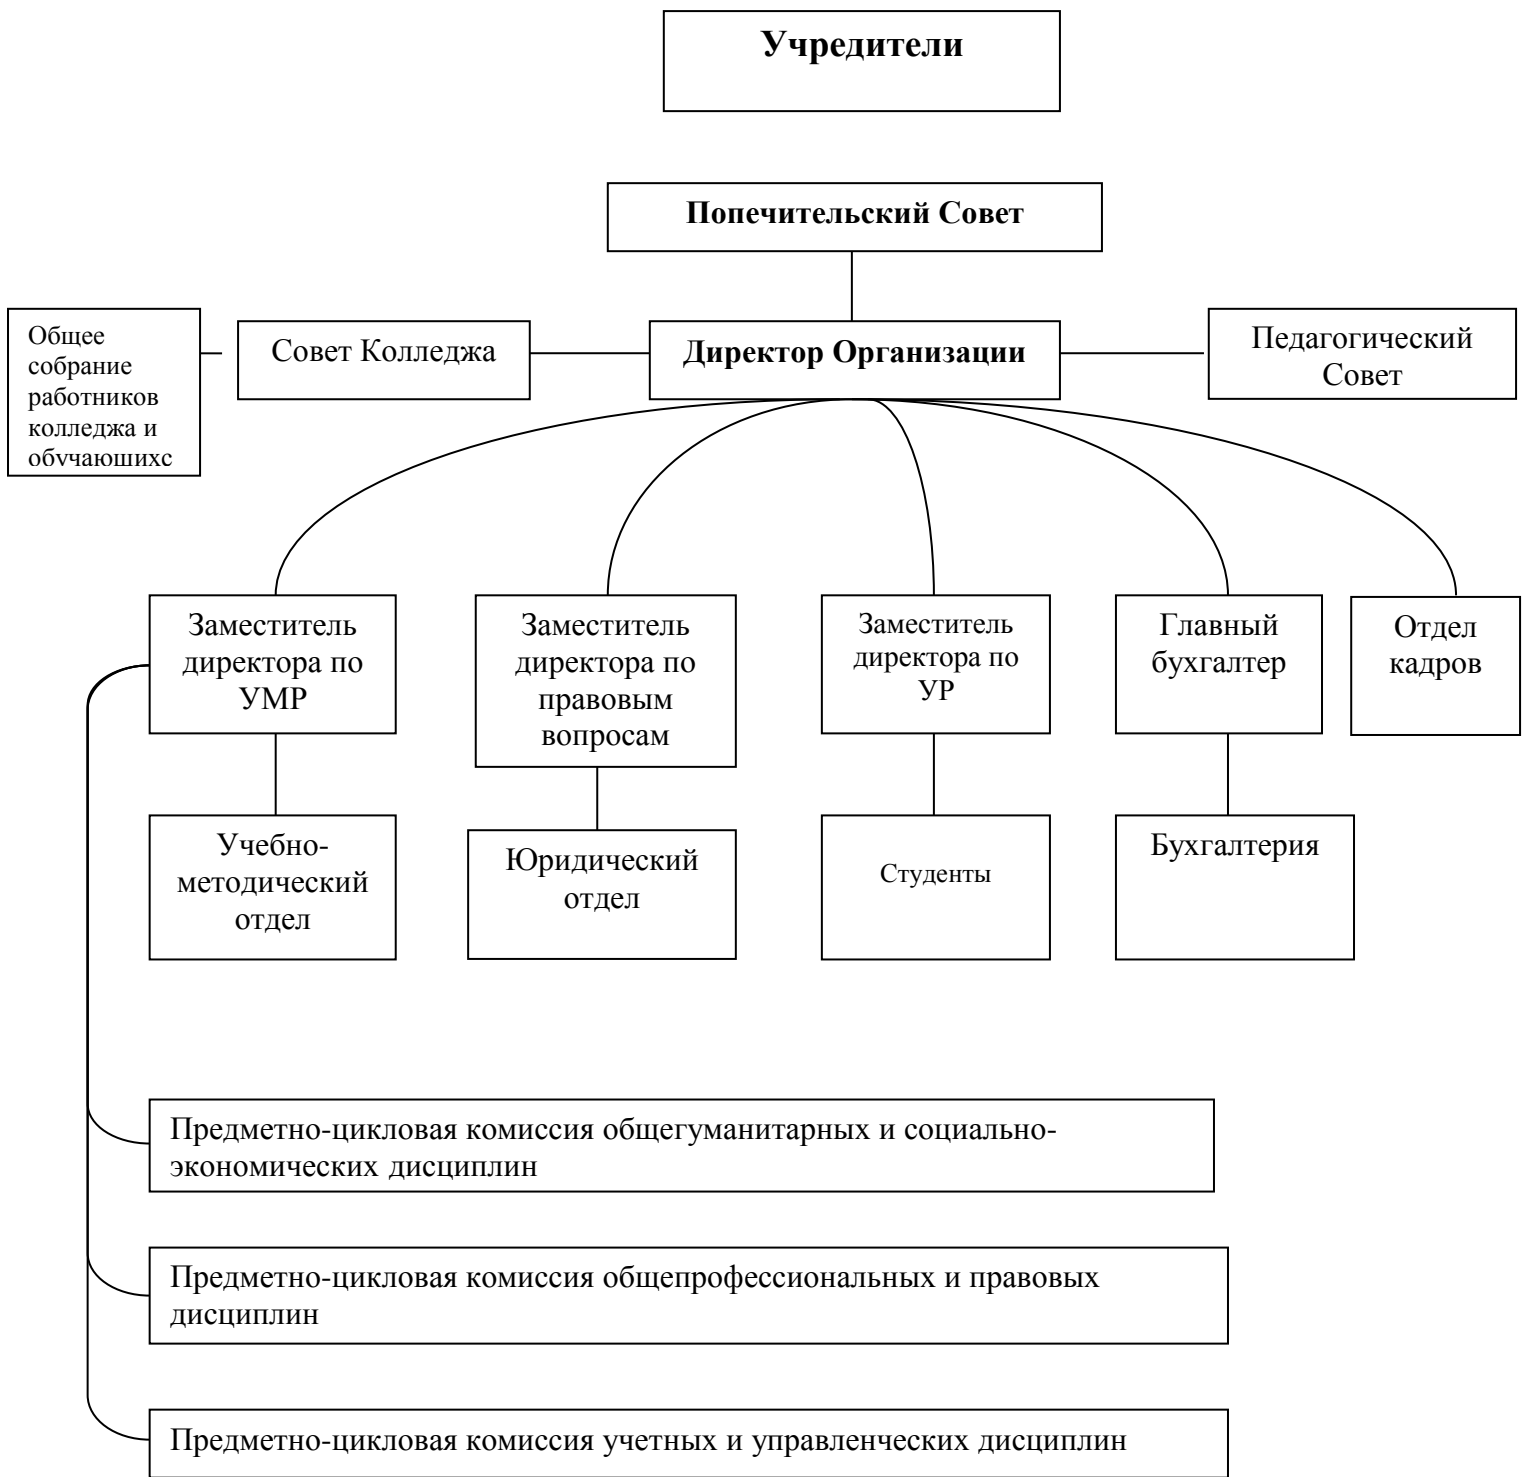 Учредители
Попечительский Совет
Общее
собрание
работников
колледжа и
обучающихс
Совет Колледжа
Директор Организации
Педагогический
Совет
Заместитель
директора по
УМР
Заместитель
директора по
правовым
вопросам
Заместитель
директора по
УР
Главный
бухгалтер
Отдел
кадров
Учебно-
методический
отдел
Юридический
отдел
Студенты
Бухгалтерия
Предметно-цикловая комиссия общегуманитарных и социально-
экономических дисциплин
Предметно-цикловая комиссия общепрофессиональных и правовых
дисциплин
Предметно-цикловая комиссия учетных и управленческих дисциплин